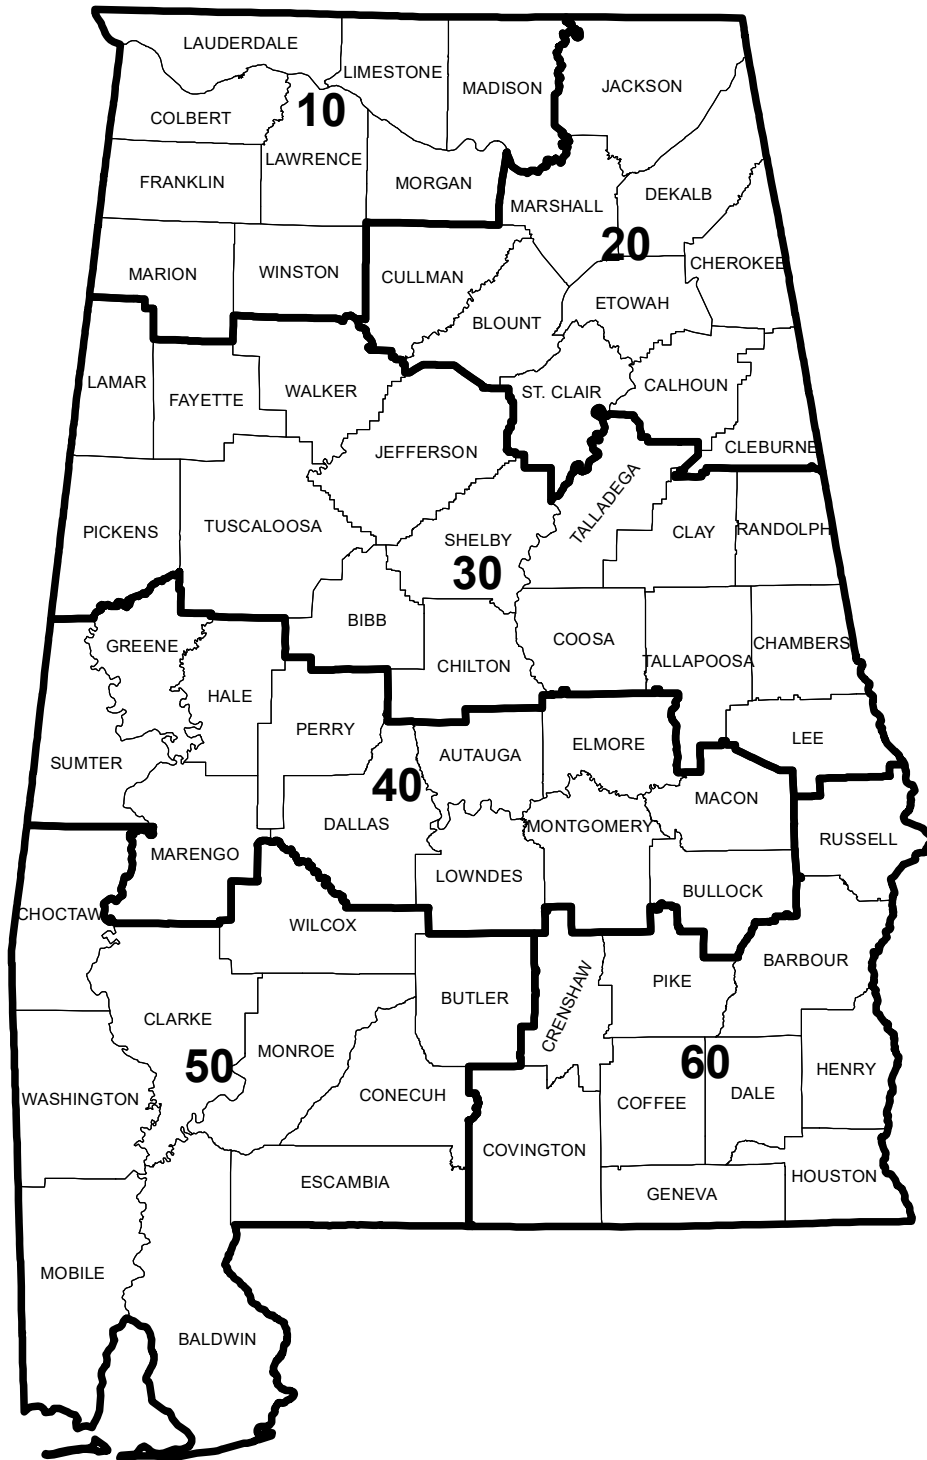 LAUDERDALE
LIMESTONE
MADISON
JACKSON
COLBERT
10
LAWRENCE
FRANKLIN
MORGAN
MARSHALL
DEKALB
20
CHEROKEE
MARION
WINSTON
CULLMAN
ETOWAH
BLOUNT
LAMAR
FAYETTE
WALKER
ST. CLAIR
CALHOUN
JEFFERSON
CLEBURNE
PICKENS
TUSCALOOSA
SHELBY
TALLADEGA
CLAY
RANDOLPH
30
BIBB
GREENE
COOSA
CHAMBERS
CHILTON
TALLAPOOSA
HALE
PERRY
LEE
SUMTER
AUTAUGA
ELMORE
40
MACON
DALLAS
MONTGOMERY
RUSSELL
MARENGO
LOWNDES
BULLOCK
CHOCTAW
WILCOX
BARBOUR
PIKE
BUTLER
CRENSHAW
CLARKE
MONROE
50
60
HENRY
WASHINGTON
CONECUH
COFFEE
DALE
COVINGTON
ESCAMBIA
HOUSTON
GENEVA
MOBILE
BALDWIN